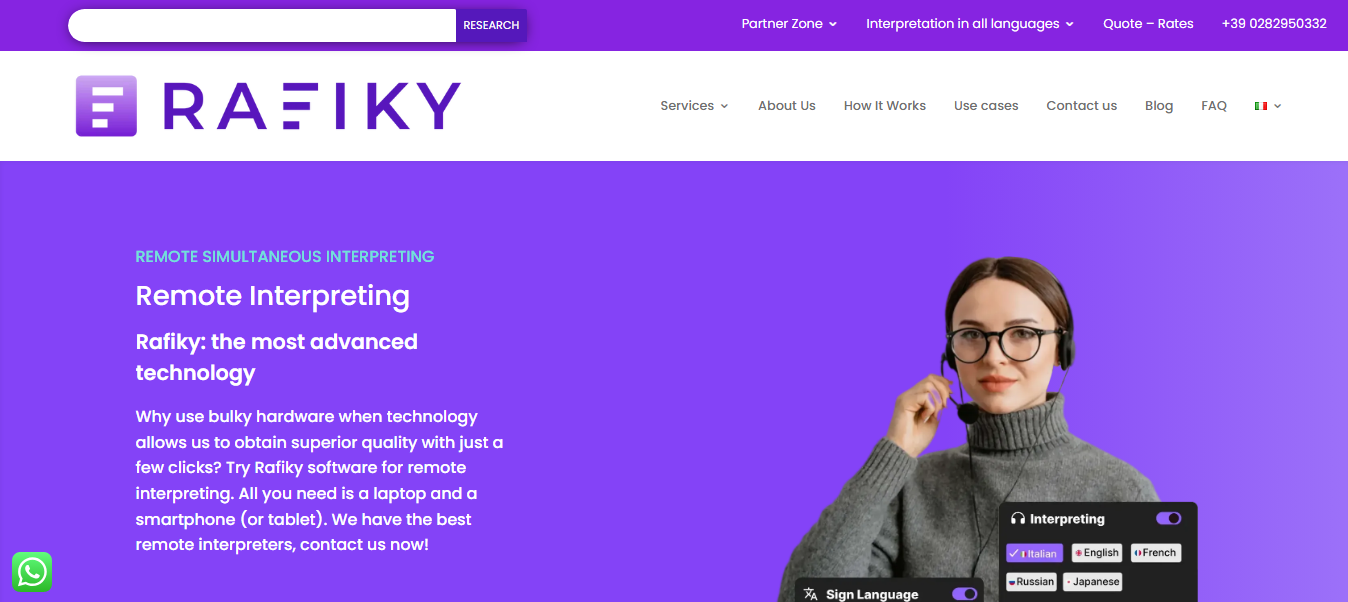 RESEARCH
Partner Zone
Interpretation in all languages
Quote – Rates
+39 0282950332
RAFIKY
Services
About Us
How It Works
Use cases
Contact us
Blog
FAQ
REMOTE SIMULTANEOUS INTERPRETING
Remote Interpreting
Rafiky: the most advanced
technology
Why use bulky hardware when technology
allows us to obtain superior quality with just a
few clicks? Try Rafiky software for remote
interpreting. All you need is a laptop and a
smartphone (or tablet). We have the best
remote interpreters, contact us now!
Interpreting
Italian
English
French
Russian
Japanese
Sign Language